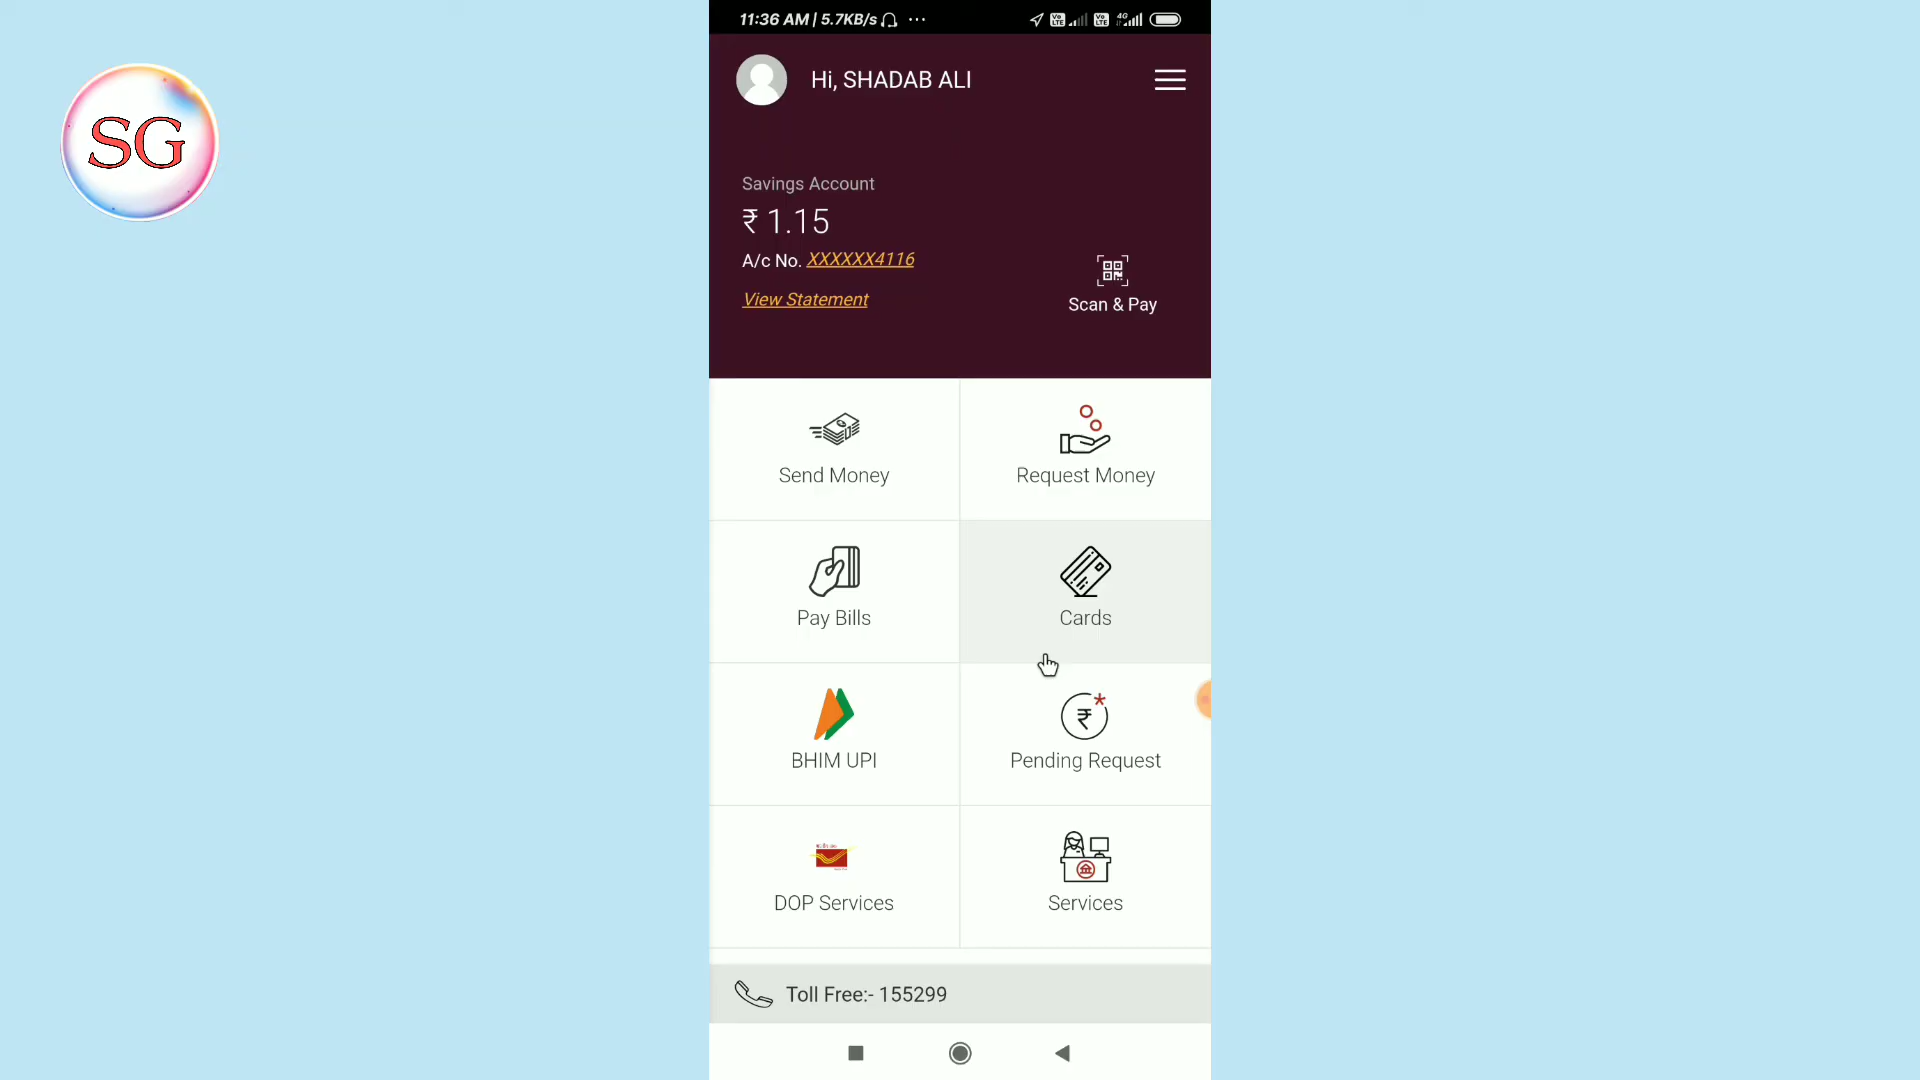 11:36 AM | 5.7KB/s ...
4G
SG
Hi, SHADAB ALI
Savings Account
₹ 1.15
A/c No. XXXXXX4116
View Statement
Scan & Pay
Send Money
Request Money
Pay Bills
Cards
BHIM UPI
Pending Request
DOP Services
Services
Toll Free:- 155299